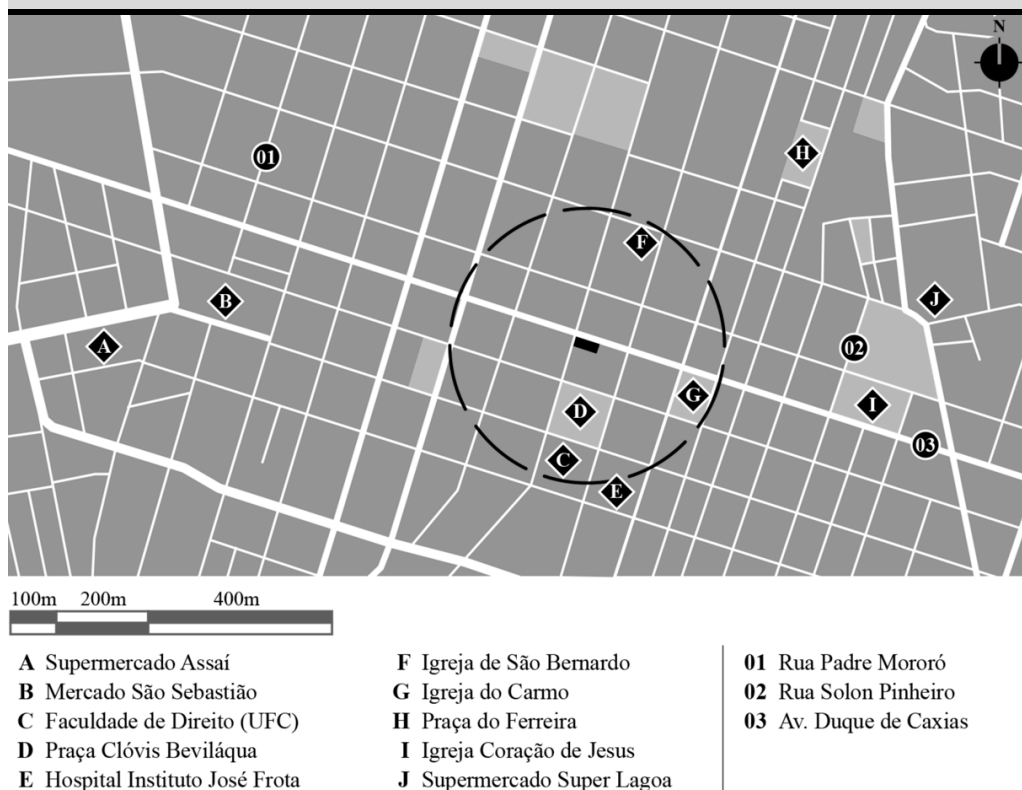 N
01
H
F
B
J
A
02
G
I
D
03
C
E
100m 200m 400m
A Supermercado Assaí
B Mercado São Sebastião
C Faculdade de Direito (UFC)
D Praça Clóvis Beviláqua
E Hospital Instituto José Frota
F Igreja de São Bernardo
G Igreja do Carmo
H Praça do Ferreira
I Igreja Coração de Jesus
J Supermercado Super Lagoa
01 Rua Padre Mororó
02 Rua Solon Pinheiro
03 Av. Duque de Caxias